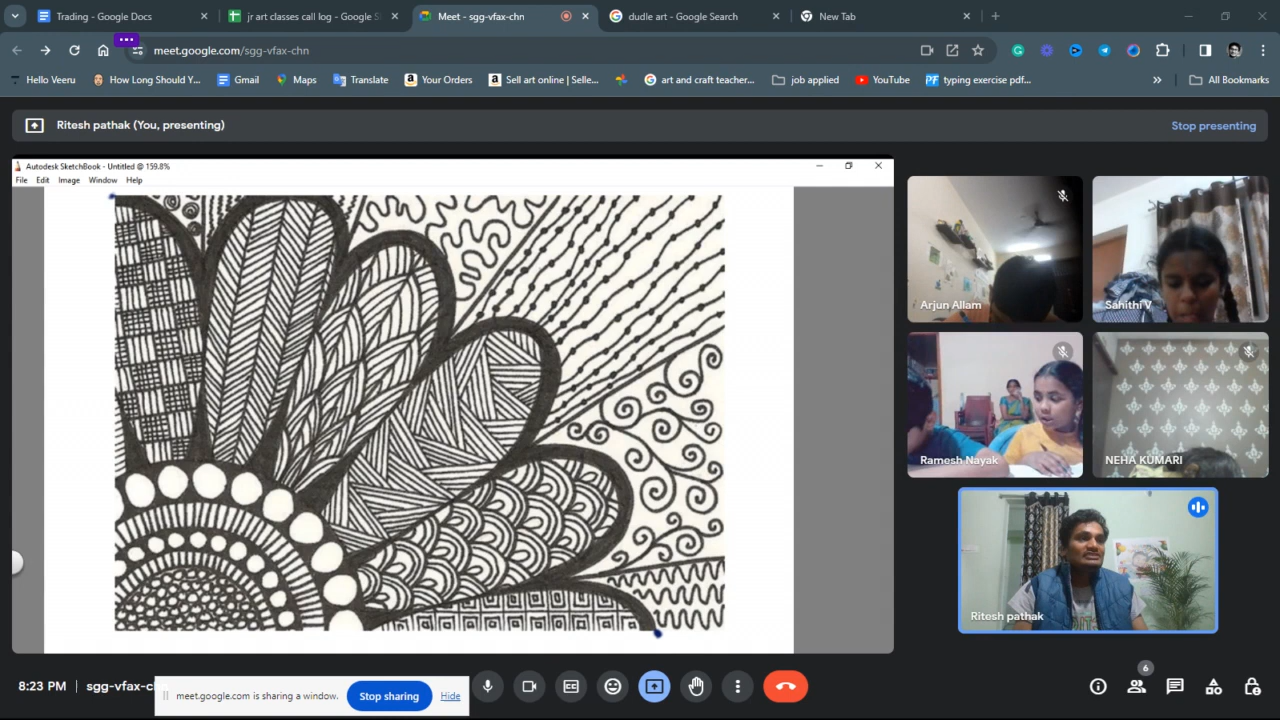 Trading - Google Docs
jr art classes call log - Google S
Meet - sgg-vfax-chn
dudle art - Google Search
New Tab
meet.google.com/sgg-vfax-chn
Hello Veeru
How Long Should Y...
Gmail
Maps
Translate
Your Orders
Sell art online | Selle...
art and craft teacher...
job applied
YouTube
typing exercise pdf...
All Bookmarks
Ritesh pathak (You, presenting)
Stop presenting
Autodesk SketchBook - Untitled @ 159.8%
File Edit Image Window Help
Arjun Allam
Sahithi V
Ramesh Nayak
NEHA KUMARI
Ritesh pathak
6
8:23 PM | sgg-vfax-c
meet.google.com is sharing a window.
Stop sharing
Hide